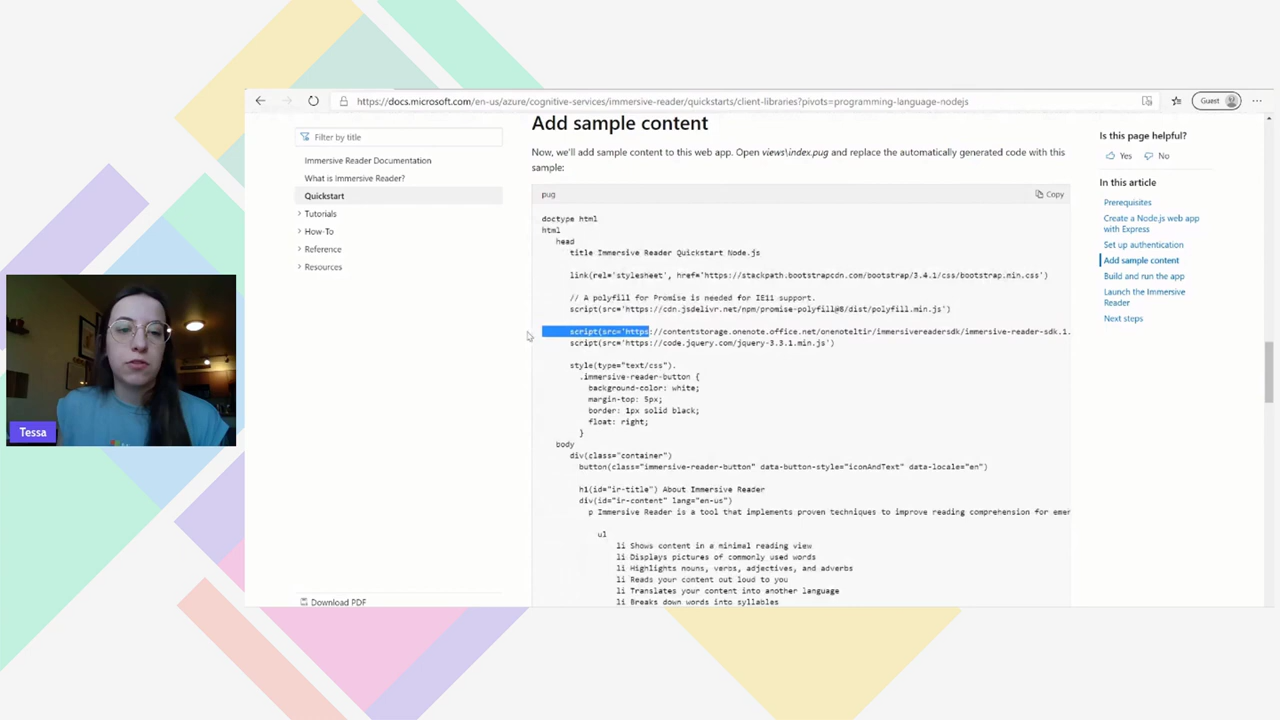 https://docs.microsoft.com/en-us/azure/cognitive-services/immersive-reader/quickstarts/client-libraries?pivots=programming-language-nodejs
Guest
Filter by title
Immersive Reader Documentation
What is Immersive Reader?
Quickstart
Tutorials
How-To
Reference
Resources
Download PDF
Add sample content
Now, we'll add sample content to this web app. Open views\index.pug and replace the automatically generated code with this
sample:
pug
Copy
doctype html
html
head
title Immersive Reader Quickstart Node.js
link(rel='stylesheet', href='https://stackpath.bootstrapcdn.com/bootstrap/3.4.1/css/bootstrap.min.css')
// A polyfill for Promise is needed for IE11 support.
script(src='https://cdn.jsdelivr.net/npm/promise-polyfill@8/dist/polyfill.min.js')
script(src='https://contentstorage.onenote.office.net/onenoteltir/immersivereadersdk/immersive-reader-sdk.1.
script(src='https://code.jquery.com/jquery-3.3.1.min.js')
style(type="text/css").
.immersive-reader-button {
background-color: white;
margin-top: 5px;
border: 1px solid black;
float: right;
}
body
div(class="container")
button(class="immersive-reader-button" data-button-style="iconAndText" data-locale="en")
h1(id="ir-title") About Immersive Reader
div(id="ir-content" lang="en-us")
p Immersive Reader is a tool that implements proven techniques to improve reading comprehension for emer
ul
li Shows content in a minimal reading view
li Displays pictures of commonly used words
li Highlights nouns, verbs, adjectives, and adverbs
li Reads your content out loud to you
li Translates your content into another language
li Breaks down words into syllables
Is this page helpful?
Yes No
In this article
Prerequisites
Create a Node.js web app
with Express
Set up authentication
Add sample content
Build and run the app
Launch the Immersive
Reader
Next steps
Tessa